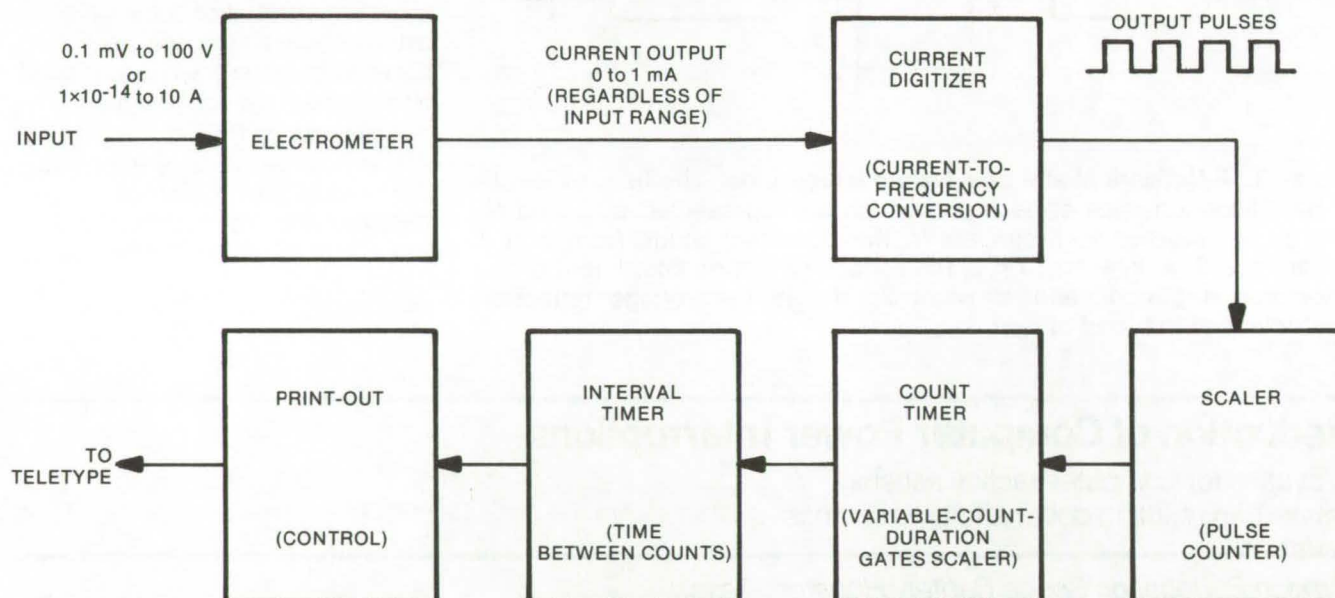 0.1 mV to 100 V
or
1×10-14 to 10 A
INPUT
ELECTROMETER
CURRENT OUTPUT
0 to 1 mA
(REGARDLESS OF
INPUT RANGE)
CURRENT
DIGITIZER
(CURRENT-TO-
FREQUENCY
CONVERSION)
OUTPUT PULSES
SCALER
(PULSE
COUNTER)
COUNT
TIMER
(VARIABLE-COUNT-
DURATION
GATES SCALER)
INTERVAL
TIMER
(TIME
BETWEEN COUNTS)
PRINT-OUT
(CONTROL)
TO
TELETYPE